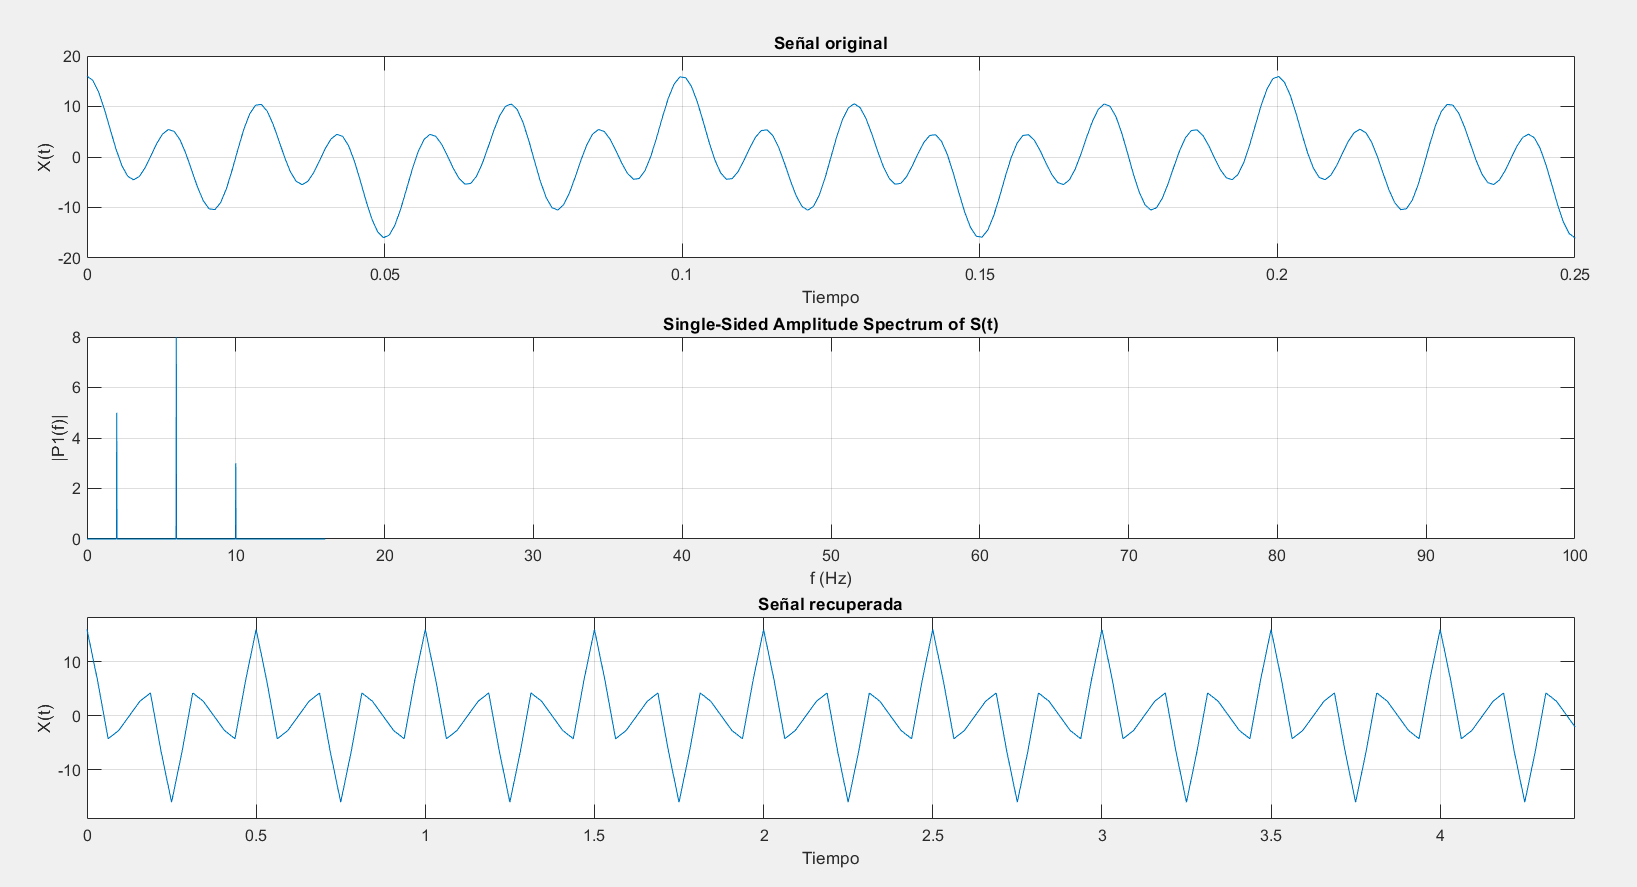 Señal original
20
10
0
-10
-20
X(t)
0 0.05 0.1 0.15 0.2 0.25
Tiempo
Single-Sided Amplitude Spectrum of S(t)
8
6
4
2
0
|P1(f)|
0 10 20 30 40 50 60 70 80 90 100
f (Hz)
Señal recuperada
10
0
-10
X(t)
0 0.5 1 1.5 2 2.5 3 3.5 4
Tiempo